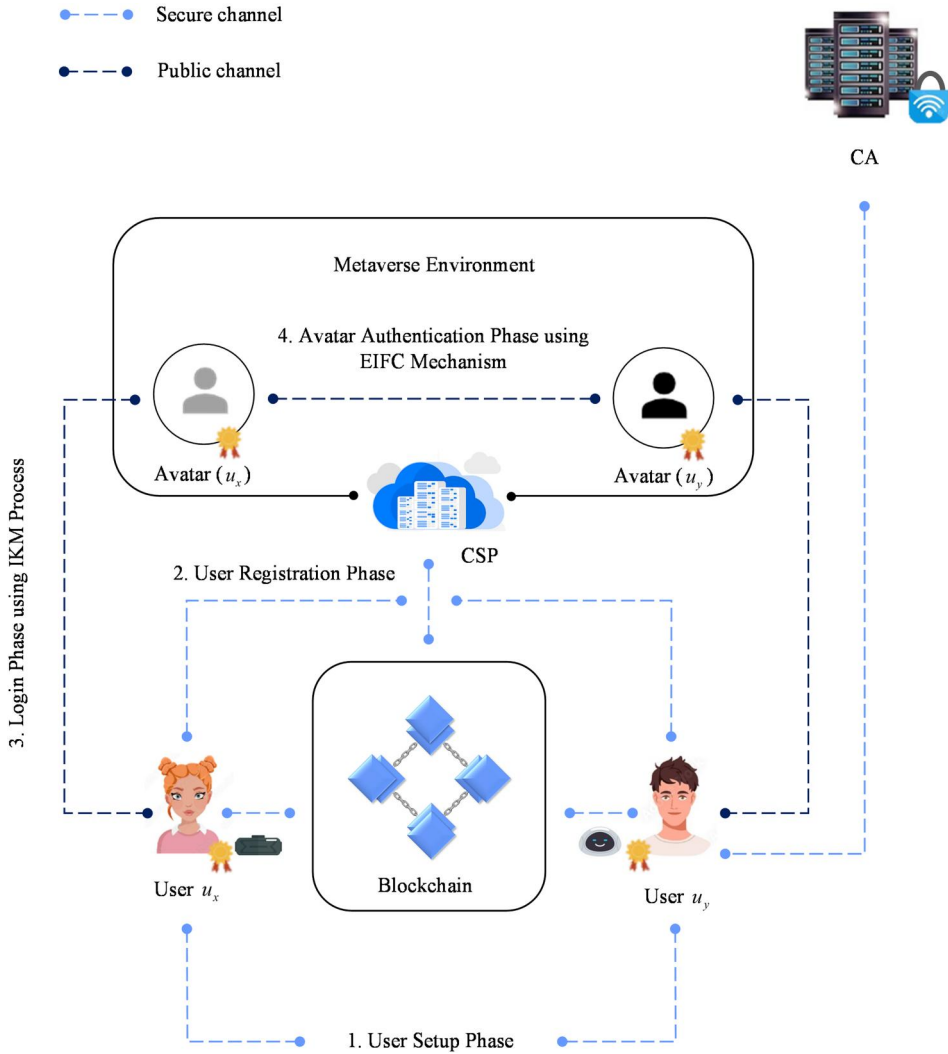 Secure channel
Public channel
CA
Metaverse Environment
4. Avatar Authentication Phase using
EIFC Mechanism
Avatar (u_x)
Avatar (u_y)
CSP
2. User Registration Phase
3. Login Phase using IKM Process
Blockchain
User u_x
User u_y
1. User Setup Phase